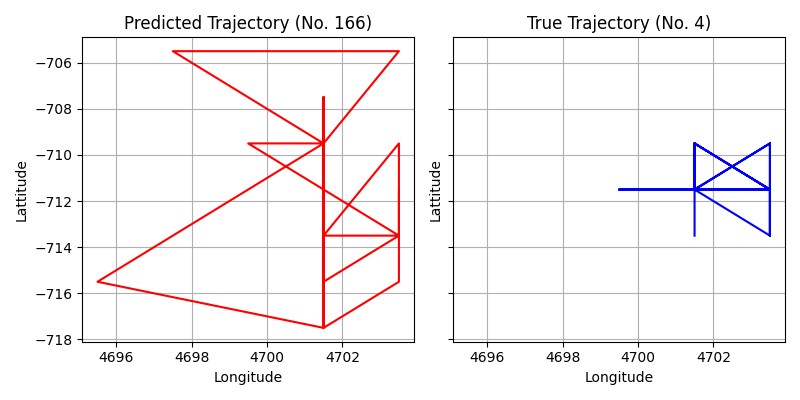 Predicted Trajectory (No. 166)
True Trajectory (No. 4)
−706
−708
−710
−712
−714
−716
−718
Lattitude
Lattitude
4696 4698 4700 4702
4696 4698 4700 4702
Longitude
Longitude